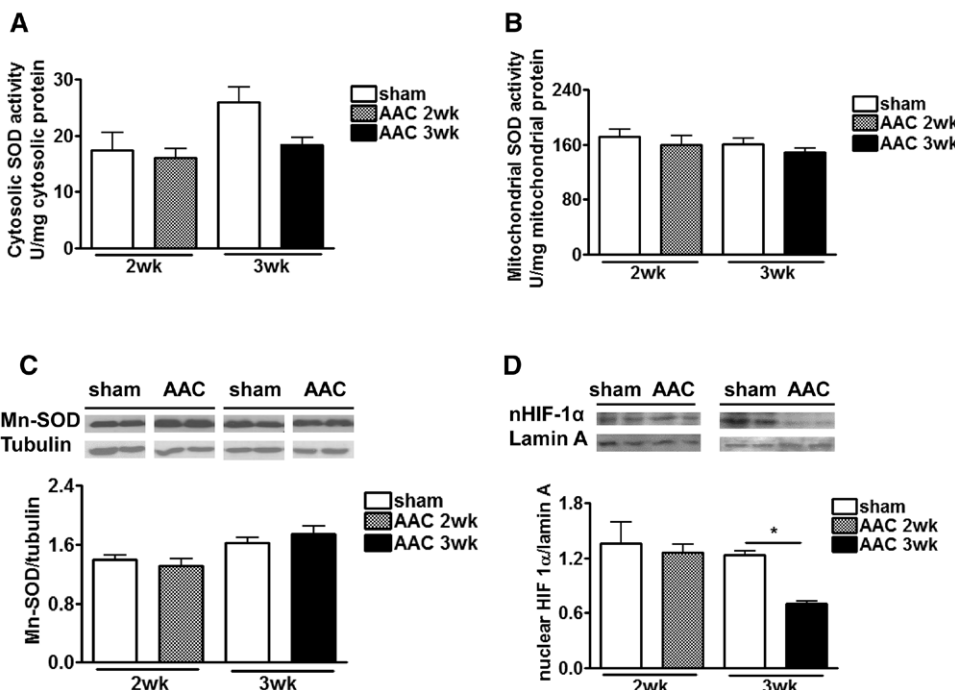 A
Cytosolic SOD activity
U/mg cytosolic protein
30
20
10
0
2wk
3wk
sham
AAC 2wk
AAC 3wk
B
Mitochondrial SOD activity
U/mg mitochondrial protein
240
160
80
0
2wk
3wk
sham
AAC 2wk
AAC 3wk
C
sham AAC sham AAC
Mn-SOD
Tubulin
Mn-SOD/tubulin
2.4
1.6
0.8
0.0
2wk
3wk
sham
AAC 2wk
AAC 3wk
D
sham AAC sham AAC
nHIF-1α
Lamin A
nuclear HIF 1α/lamin A
1.8
1.2
0.6
0.0
*
2wk
3wk
sham
AAC 2wk
AAC 3wk